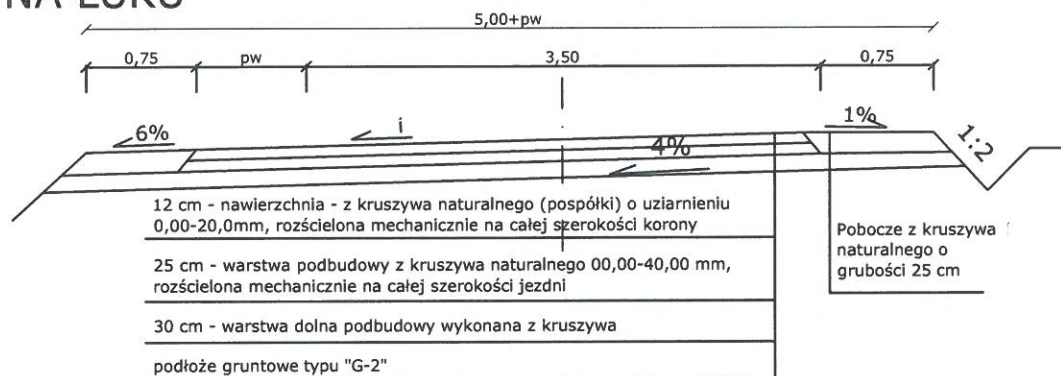 NA ŁUKU
5,00+pw
0,75 pw 3,50 0,75
6% i 4% 1% 1:2
12 cm - nawierzchnia - z kruszywa naturalnego (pospółki) o uziarnieniu
0,00-20,0mm, rozścielona mechanicznie na całej szerokości korony
25 cm - warstwa podbudowy z kruszywa naturalnego 00,00-40,00 mm,
rozścielona mechanicznie na całej szerokości jezdni
30 cm - warstwa dolna podbudowy wykonana z kruszywa
podłoże gruntowe typu "G-2"
Pobocze z kruszywa
naturalnego o
grubości 25 cm